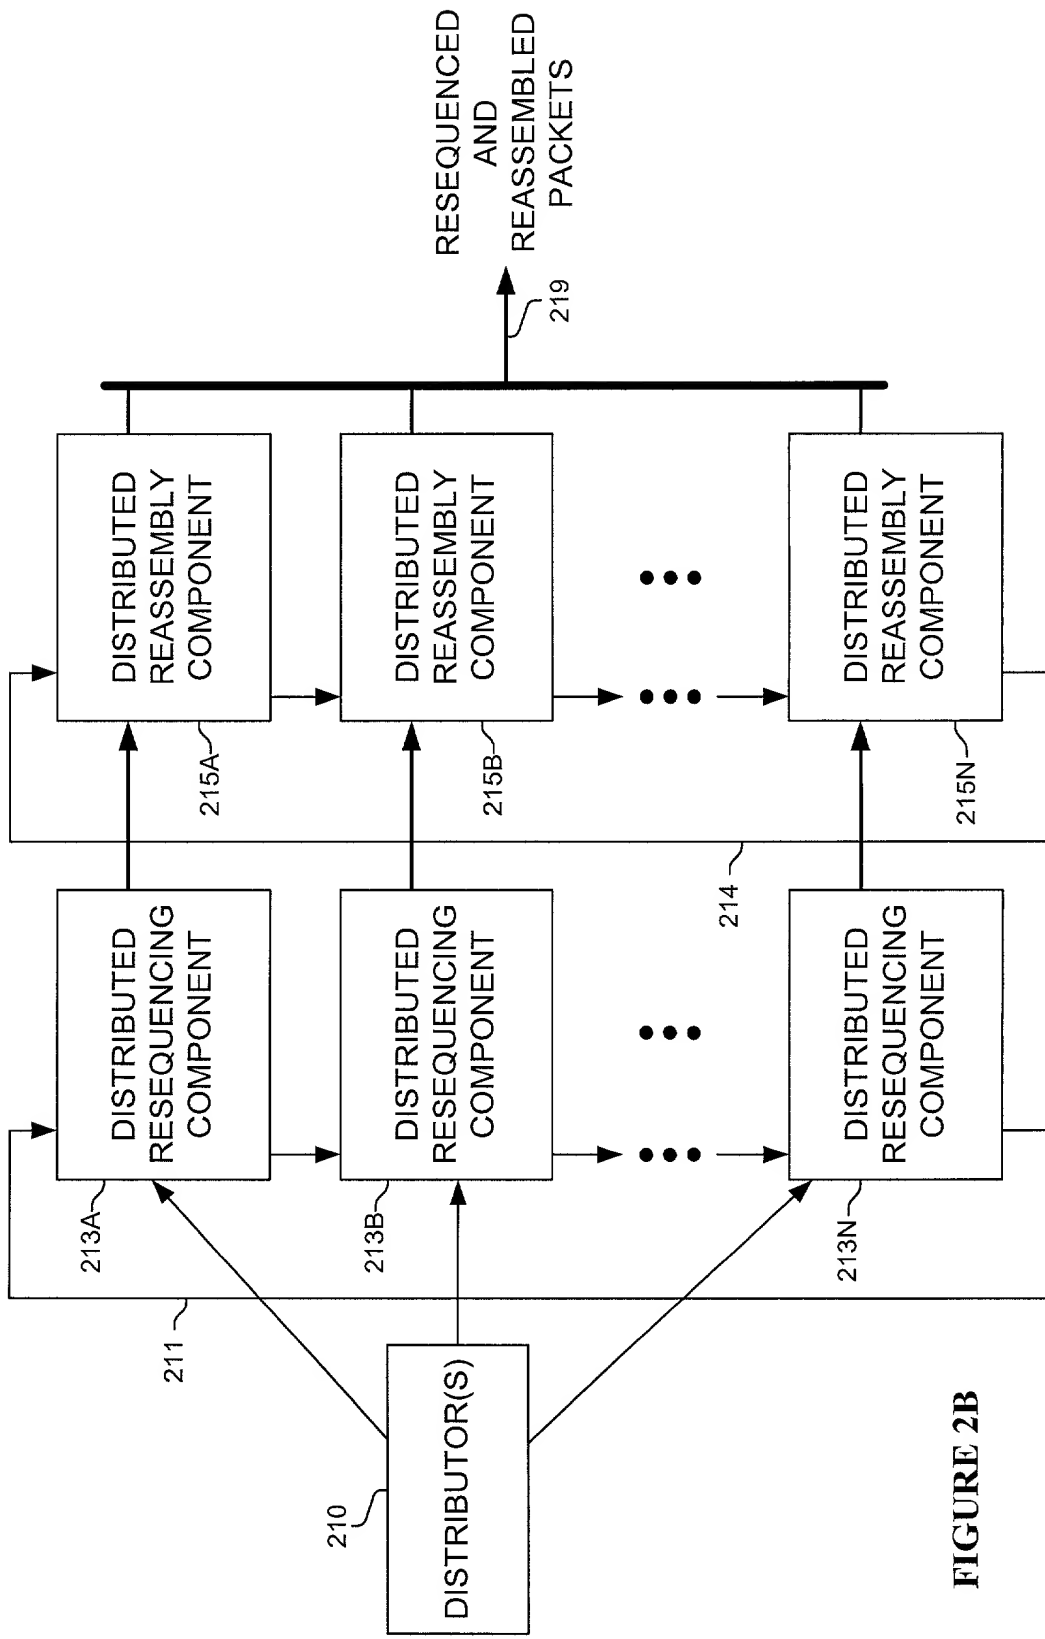 210
DISTRIBUTOR(S)
211
213A
DISTRIBUTED
RESEQUENCING
COMPONENT
213B
DISTRIBUTED
RESEQUENCING
COMPONENT
213N
DISTRIBUTED
RESEQUENCING
COMPONENT
214
215A
DISTRIBUTED
REASSEMBLY
COMPONENT
215B
DISTRIBUTED
REASSEMBLY
COMPONENT
215N
DISTRIBUTED
REASSEMBLY
COMPONENT
219
RESEQUENCED
AND
REASSEMBLED
PACKETS
FIGURE 2B